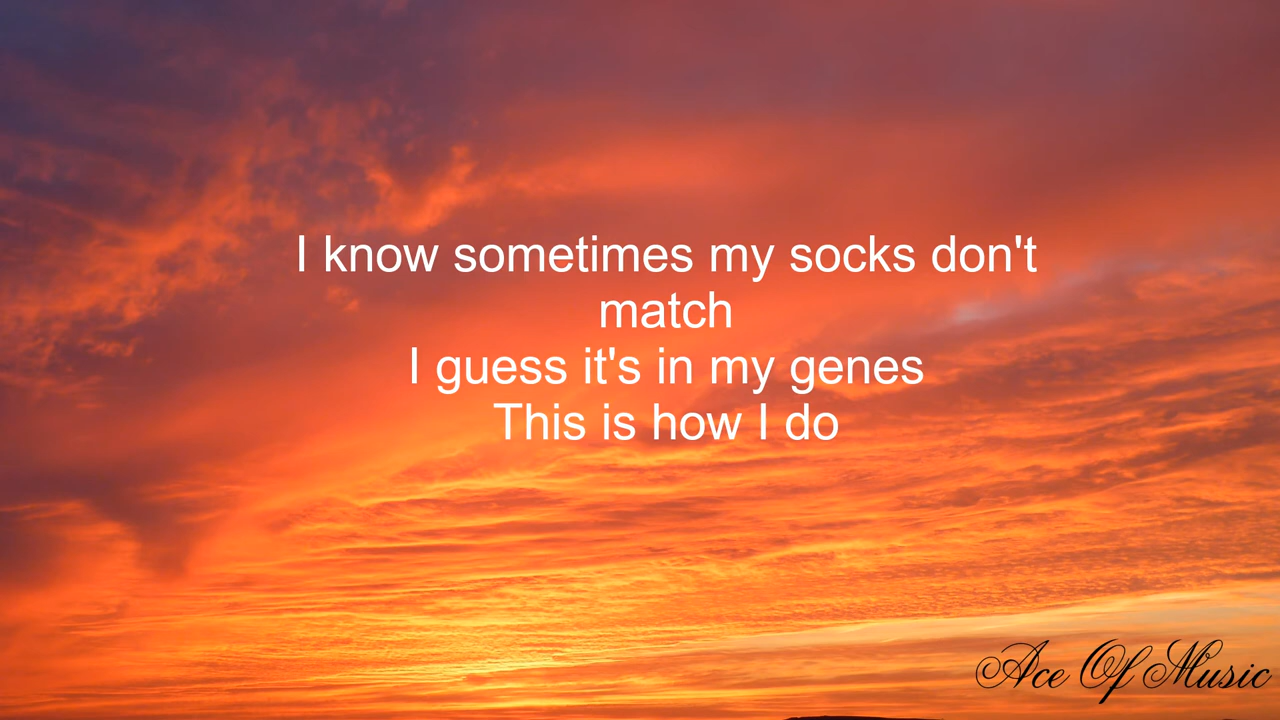 I know sometimes my socks don't
match
I guess it's in my genes
This is how I do
Ace Of Music